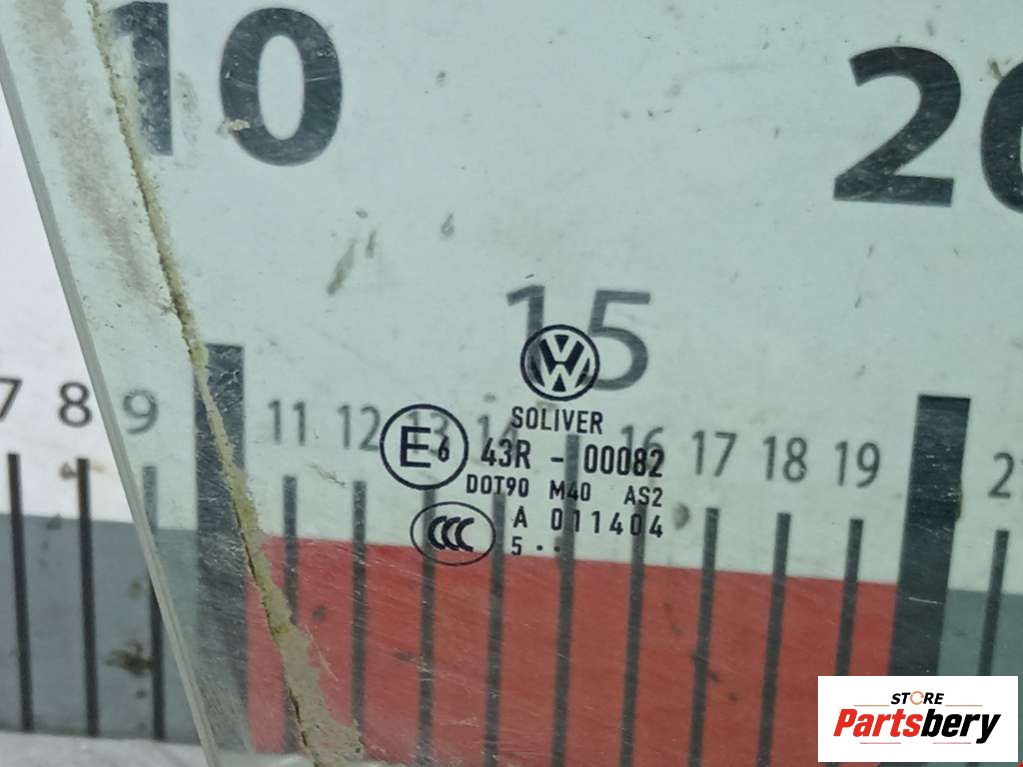 10 20
15
7 8 9 11 12 13 14 16 17 18 19
VW
SOLIVER
E6 43R - 00082
DOT90 M40 AS2
CCC A 011404
5 ··
STORE
Partsbery